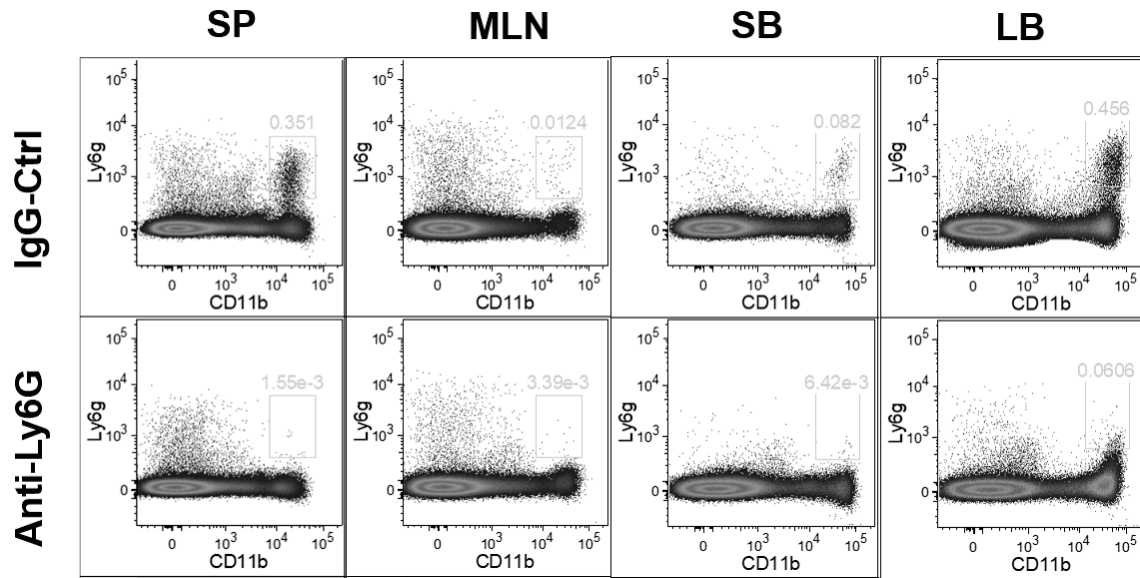 SP MLN SB LB
IgG-Ctrl
10⁵ 10⁵ 10⁵ 10⁵
10⁴ 10⁴ 10⁴ 10⁴
0.351 0.0124 0.082 0.456
Ly6g Ly6g Ly6g Ly6g
10³ 10³ 10³ 10³
0 0 0 0
0 10³ 10⁴ 10⁵ 0 10³ 10⁴ 10⁵ 0 10³ 10⁴ 10⁵ 0 10³ 10⁴ 10⁵
CD11b CD11b CD11b CD11b
Anti-Ly6G
10⁵ 10⁵ 10⁵ 10⁵
10⁴ 10⁴ 10⁴ 10⁴
1.55e-3 3.39e-3 6.42e-3 0.0606
Ly6g Ly6g Ly6g Ly6g
10³ 10³ 10³ 10³
0 0 0 0
0 10³ 10⁴ 10⁵ 0 10³ 10⁴ 10⁵ 0 10³ 10⁴ 10⁵ 0 10³ 10⁴ 10⁵
CD11b CD11b CD11b CD11b